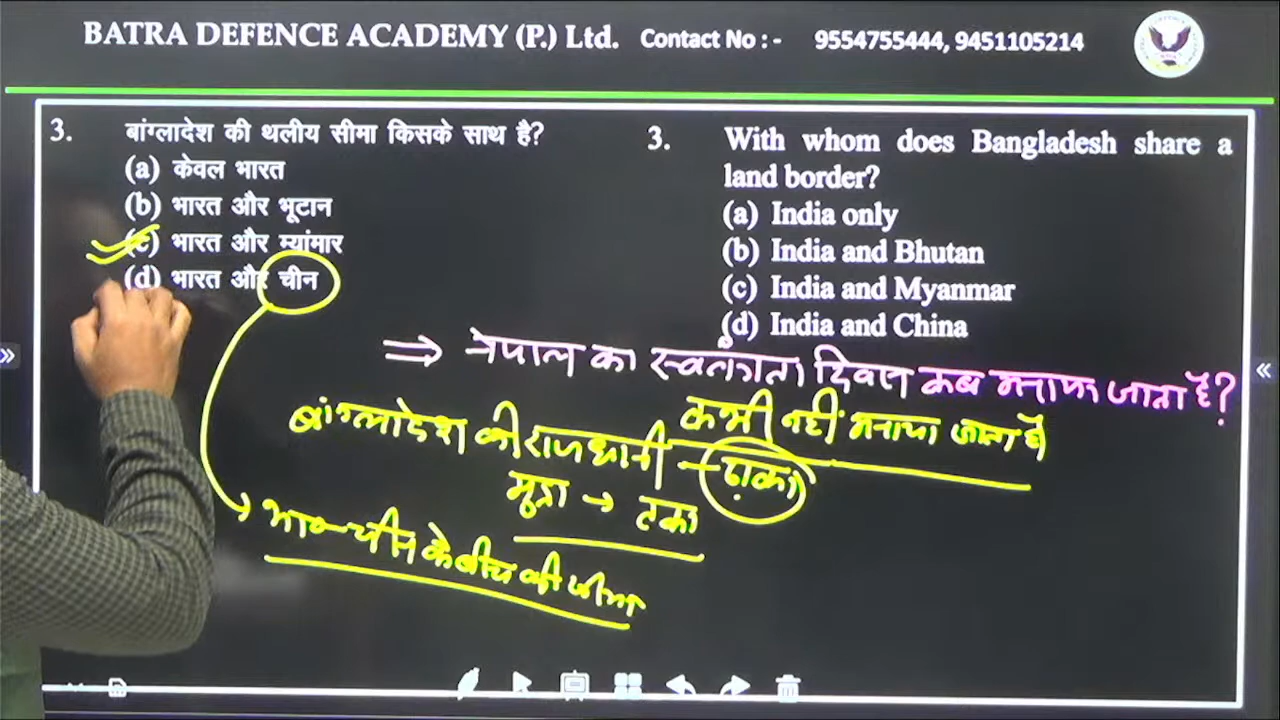 BATRA DEFENCE ACADEMY (P.) Ltd. Contact No : - 9554755444, 9451105214
3. बांग्लादेश की थलीय सीमा किसके साथ है?
(a) केवल भारत
(b) भारत और भूटान
(c) भारत और म्यांमार
(d) भारत और चीन
3. With whom does Bangladesh share a
land border?
(a) India only
(b) India and Bhutan
(c) India and Myanmar
(d) India and China
⇒ नेपाल का स्वतंत्रता दिवस कब मनाया जाता है?
कभी नहीं मनाया जाता है
बांग्लादेश की राजधानी - ढाका
मुद्रा → टका
चीन के बीच की सीमा